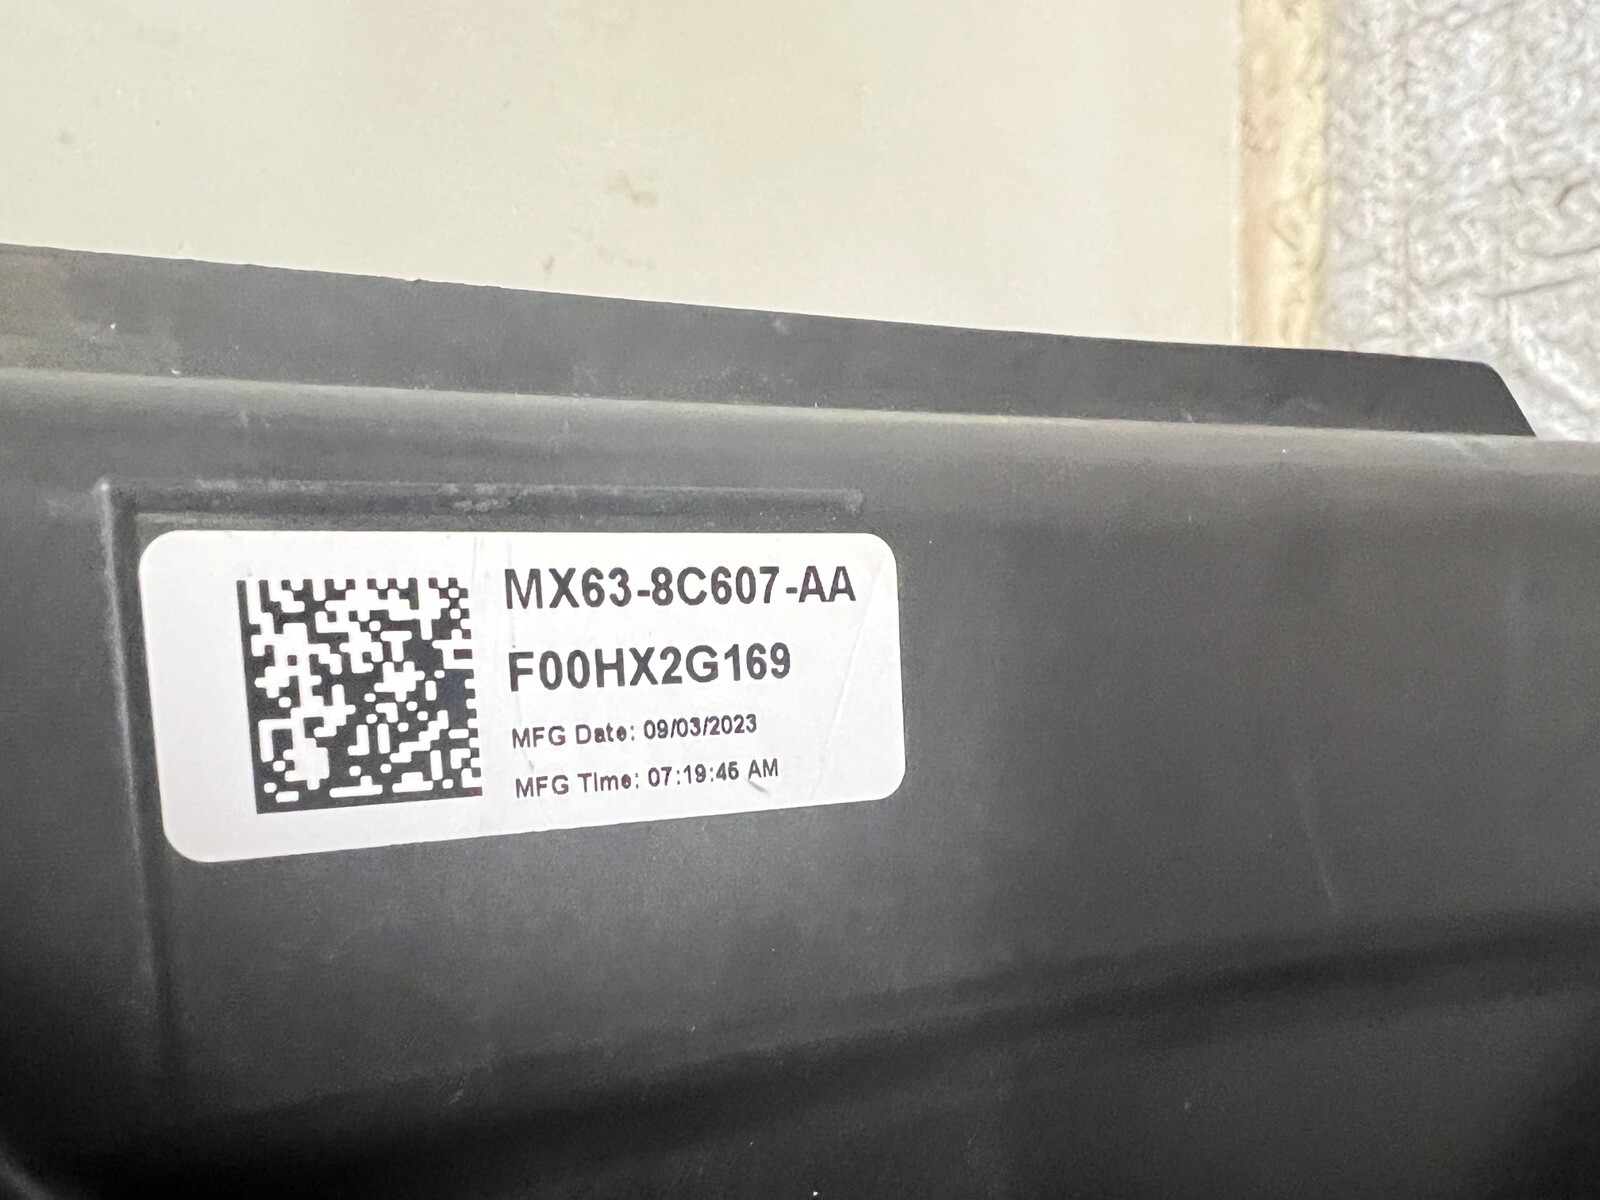 MX63-8C607-AA
F00HX2G169
MFG Date: 09/03/2023
MFG Time: 07:19:45 AM